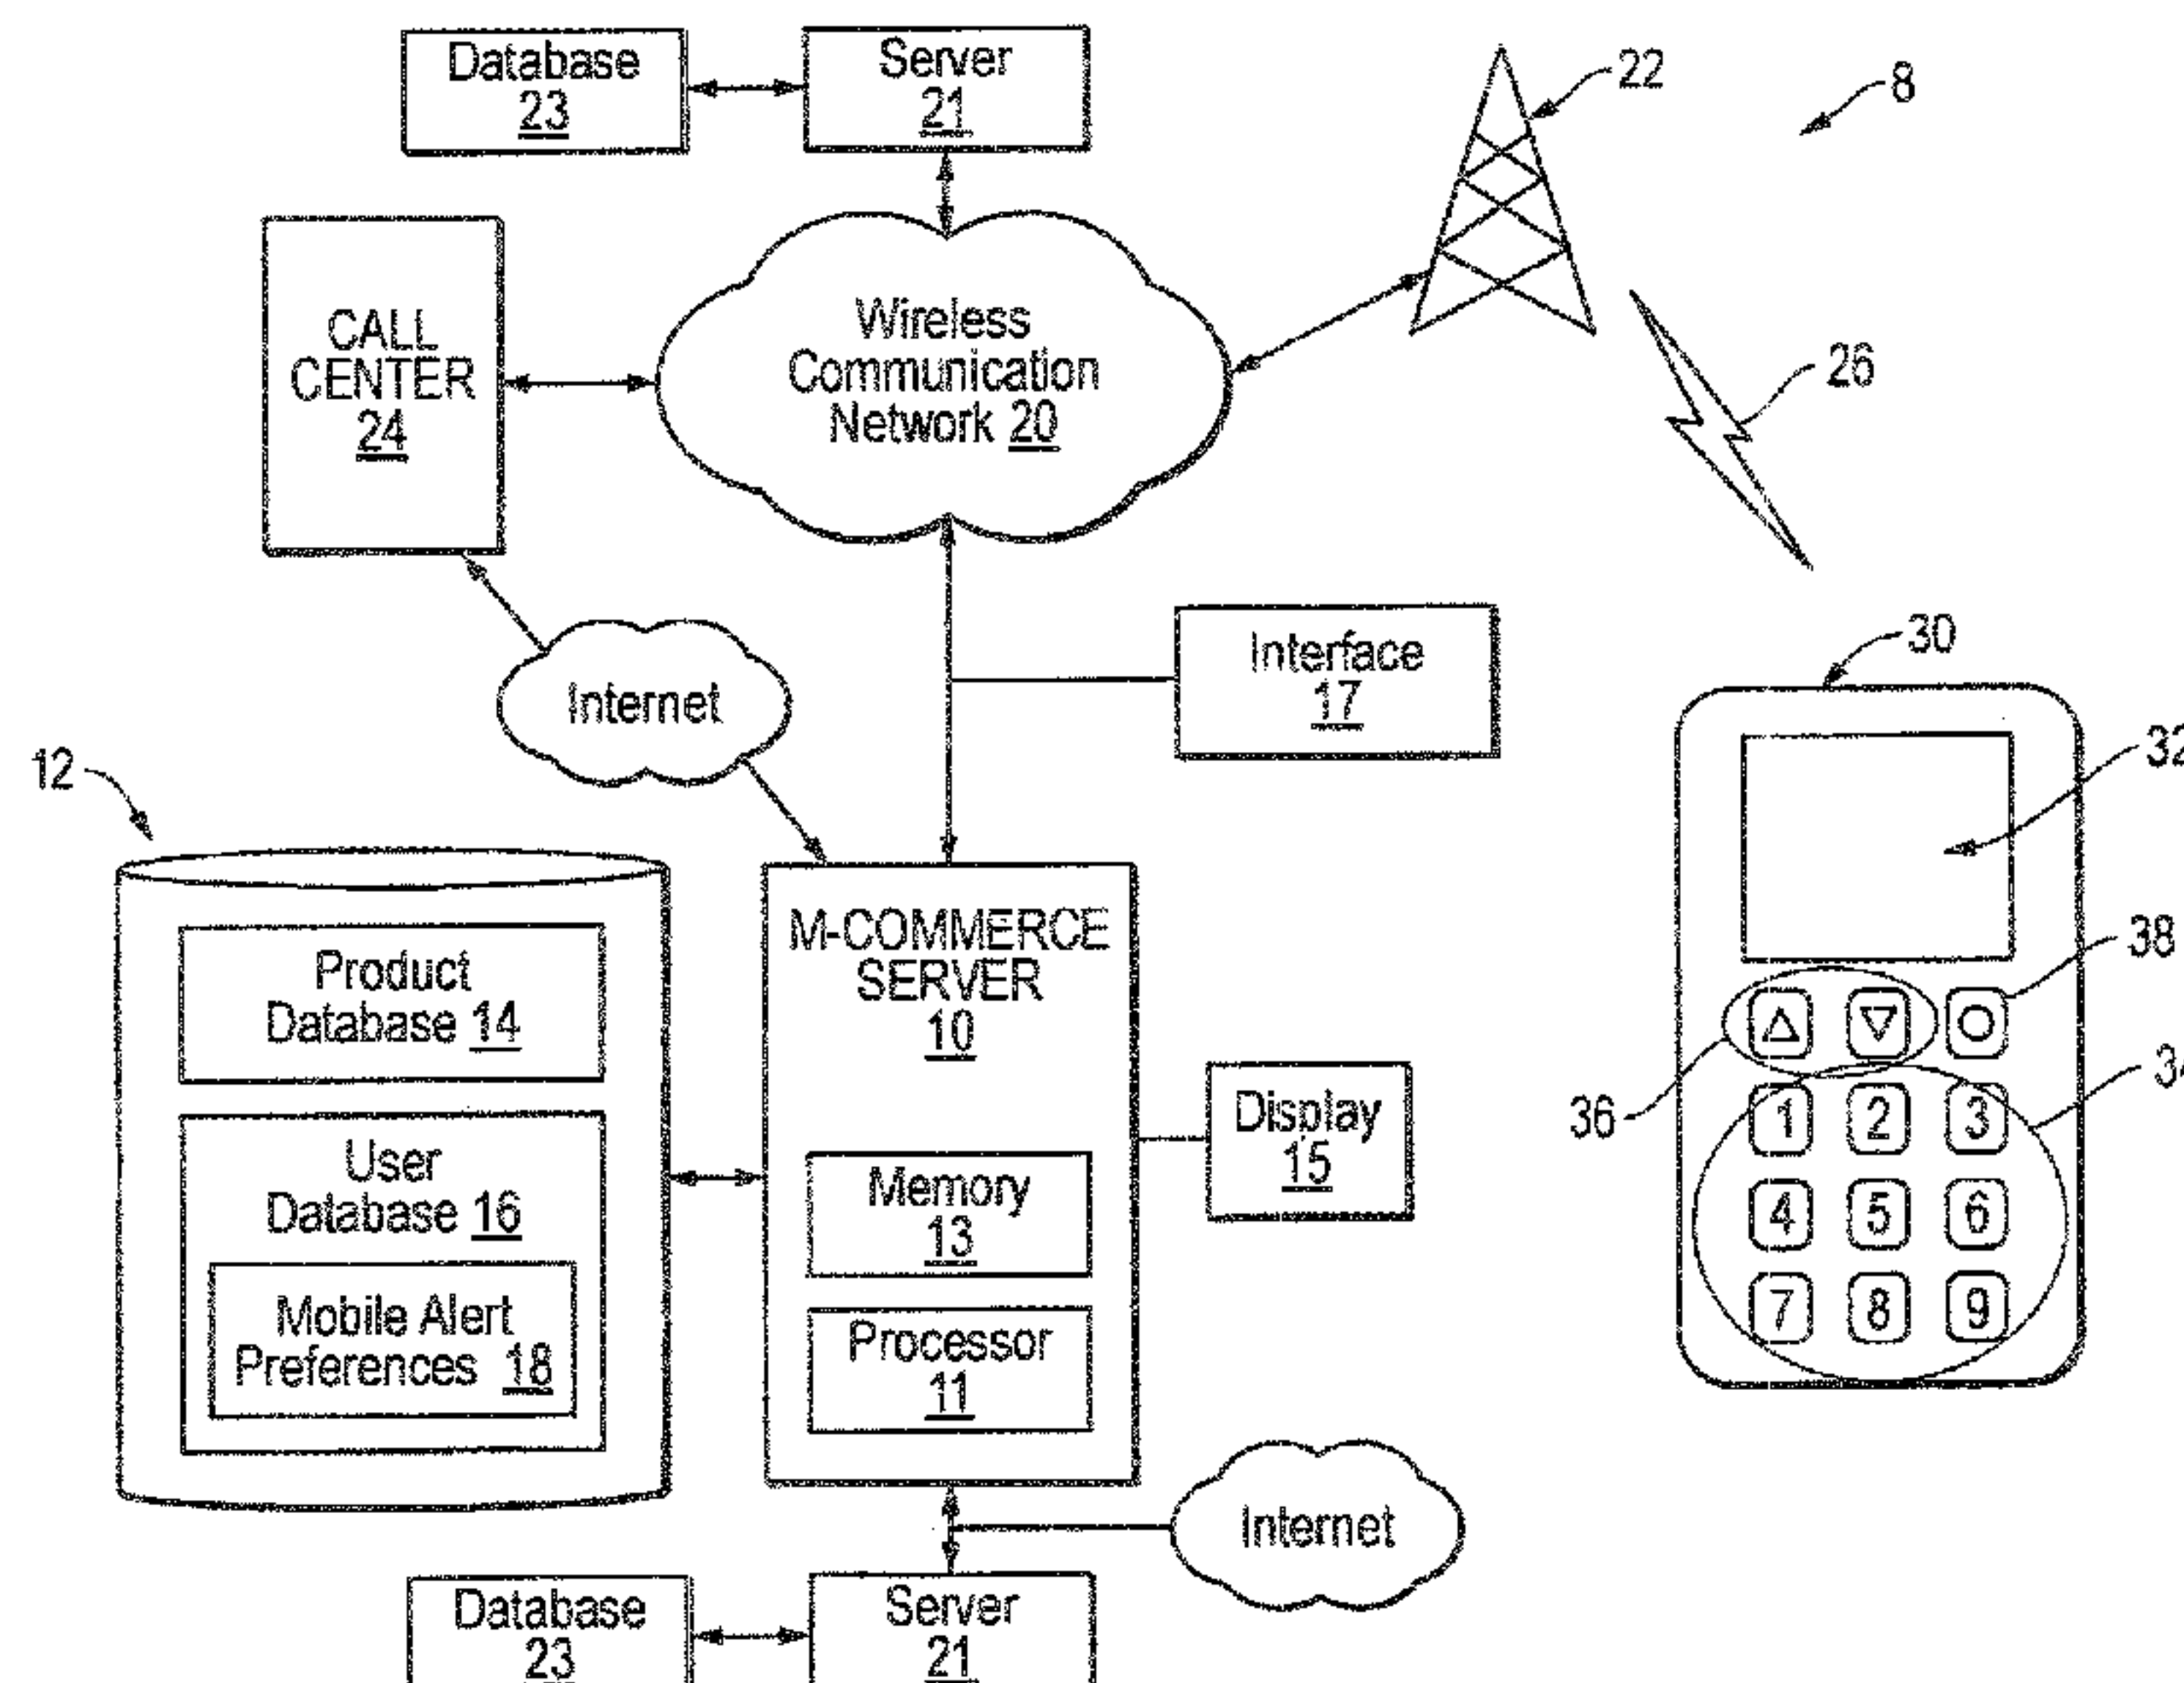 Database
23
Server
21
22
8
CALL
CENTER
24
Wireless
Communication
Network 20
26
Internet
Interface
17
30
12
32
Product
Database 14
User
Database 16
Mobile Alert
Preferences 18
M-COMMERCE
SERVER
10
Memory
13
Processor
11
Display
15
38
36
1 2 3
4 5 6
7 8 9
Internet
Database
23
Server
21